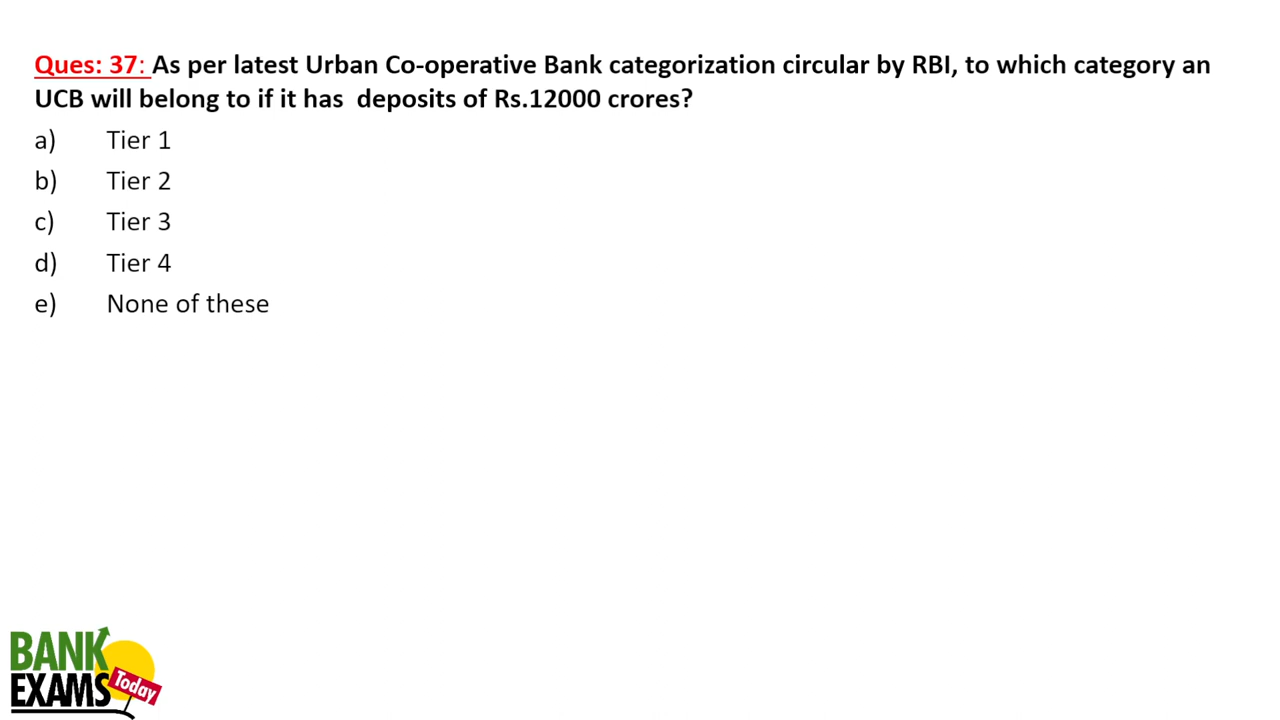 Ques: 37: As per latest Urban Co-operative Bank categorization circular by RBI, to which category an
UCB will belong to if it has  deposits of Rs.12000 crores?
a) Tier 1
b) Tier 2
c) Tier 3
d) Tier 4
e) None of these
BANK
EXAMS
Today